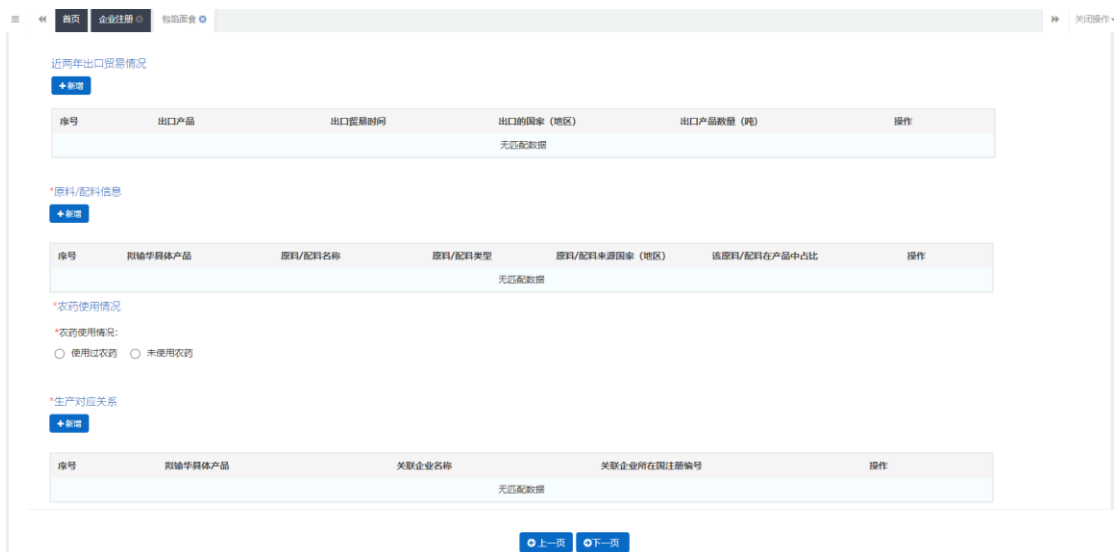 首页 企业注册 包馅面食 关闭操作
近两年出口贸易情况
+新增
序号 出口产品 出口贸易时间 出口的国家（地区） 出口产品数量（吨） 操作
无匹配数据
*原料/配料信息
+新增
序号 拟输华具体产品 原料/配料名称 原料/配料类型 原料/配料来源国家（地区） 该原料/配料在产品中占比 操作
无匹配数据
*农药使用情况
*农药使用情况:
使用过农药 未使用农药
*生产对应关系
+新增
序号 拟输华具体产品 关联企业名称 关联企业所在国注册编号 操作
无匹配数据
上一页 下一页